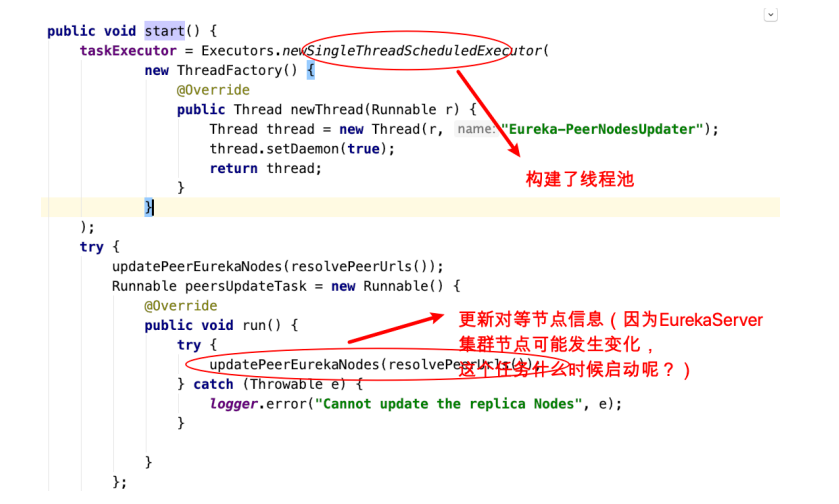 public void start() {
taskExecutor = Executors.newSingleThreadScheduledExecutor(
new ThreadFactory() {
@Override
public Thread newThread(Runnable r) {
Thread thread = new Thread(r, name: "Eureka-PeerNodesUpdater");
thread.setDaemon(true);
return thread;
}
构建了线程池
}
);
try {
updatePeerEurekaNodes(resolvePeerUrls());
Runnable peersUpdateTask = new Runnable() {
@Override
public void run() {
更新对等节点信息（因为EurekaServer
集群节点可能发生变化，
这个任务什么时候启动呢？）
try {
updatePeerEurekaNodes(resolvePeerUrls());
} catch (Throwable e) {
logger.error("Cannot update the replica Nodes", e);
}
}
};